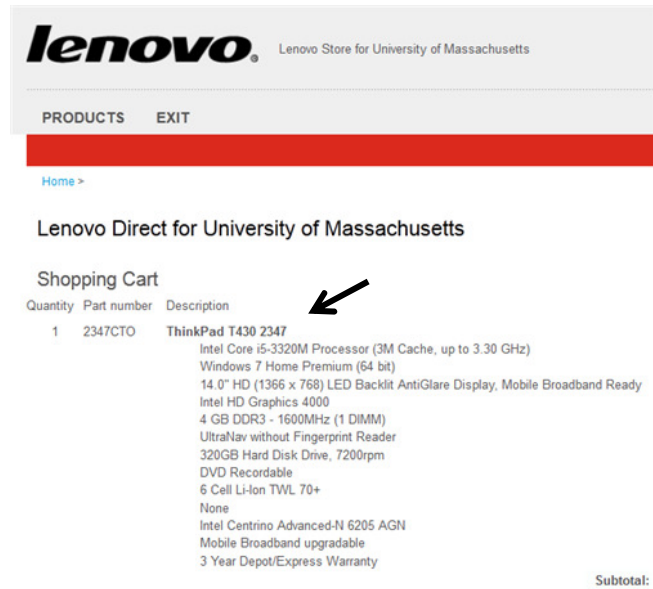 lenovo.
Lenovo Store for University of Massachusetts
PRODUCTS EXIT
Home >
Lenovo Direct for University of Massachusetts
Shopping Cart
Quantity Part number Description
1 2347CTO ThinkPad T430 2347
Intel Core i5-3320M Processor (3M Cache, up to 3.30 GHz)
Windows 7 Home Premium (64 bit)
14.0" HD (1366 x 768) LED Backlit AntiGlare Display, Mobile Broadband Ready
Intel HD Graphics 4000
4 GB DDR3 - 1600MHz (1 DIMM)
UltraNav without Fingerprint Reader
320GB Hard Disk Drive, 7200rpm
DVD Recordable
6 Cell Li-Ion TWL 70+
None
Intel Centrino Advanced-N 6205 AGN
Mobile Broadband upgradable
3 Year Depot/Express Warranty
Subtotal: